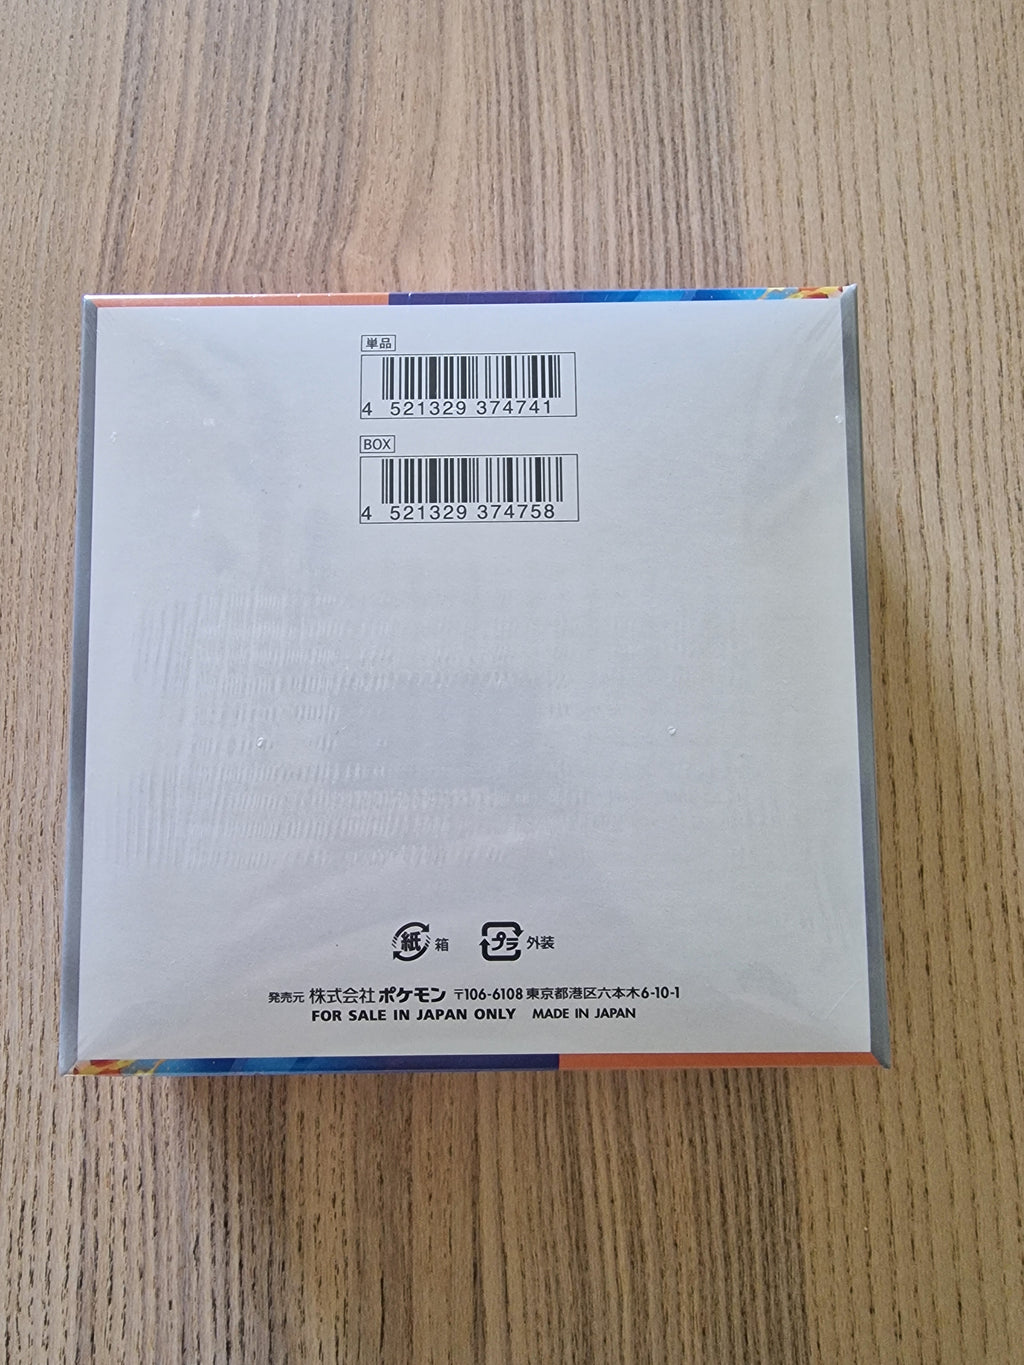 単品
4 521329 374741
BOX
4 521329 374758
紙 箱 プラ 外装
発売元 株式会社ポケモン 〒106-6108 東京都港区六本木6-10-1
FOR SALE IN JAPAN ONLY MADE IN JAPAN